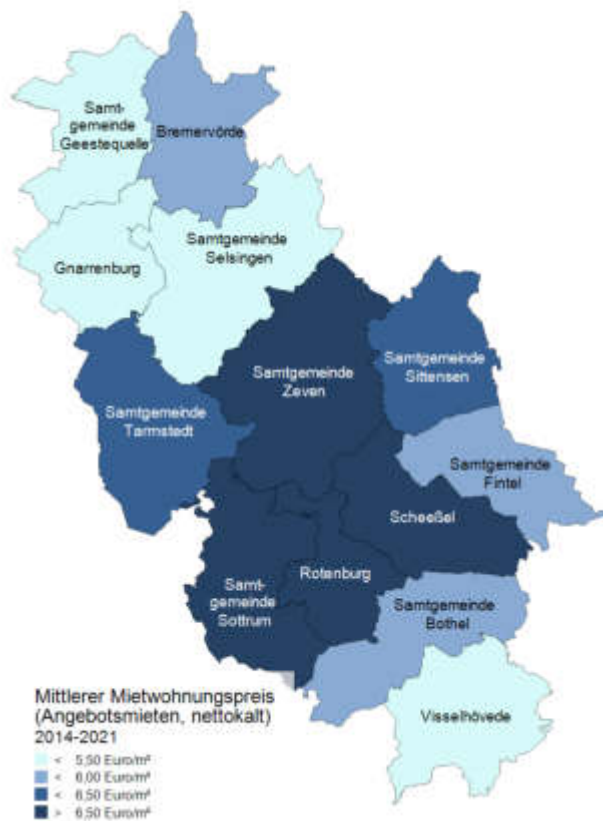 Samt-
gemeinde
Geestequelle
Bremervörde
Samtgemeinde
Selsingen
Gnarrenburg
Samtgemeinde
Zeven
Samtgemeinde
Sittensen
Samtgemeinde
Tarmstedt
Samtgemeinde
Fintel
Scheeßel
Rotenburg
Samt-
gemeinde
Sottrum
Samtgemeinde
Bothel
Visselhövede
Mittlerer Mietwohnungspreis
(Angebotsmieten, nettokalt)
2014-2021
< 5,50 Euro/m²
< 6,00 Euro/m²
< 6,50 Euro/m²
> 6,50 Euro/m²